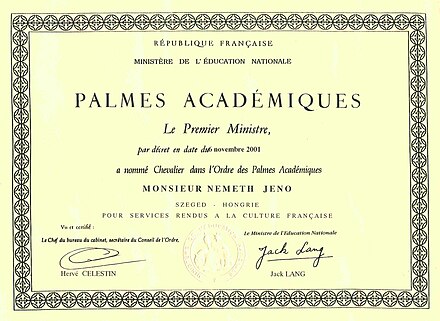 RÉPUBLIQUE FRANÇAISE
MINISTÈRE DE L'ÉDUCATION NATIONALE
PALMES ACADÉMIQUES
Le Premier Ministre,
par décret en date du 6 novembre 2001
a nommé Chevalier dans l'Ordre des Palmes Académiques
MONSIEUR NEMETH JENO
SZEGED - HONGRIE
POUR SERVICES RENDUS A LA CULTURE FRANÇAISE
Vu et certifié :
Le Chef du bureau du cabinet, secrétaire du Conseil de l'Ordre,
Hervé CELESTIN
Le Ministre de l'Education Nationale
Jack Lang
Jack LANG